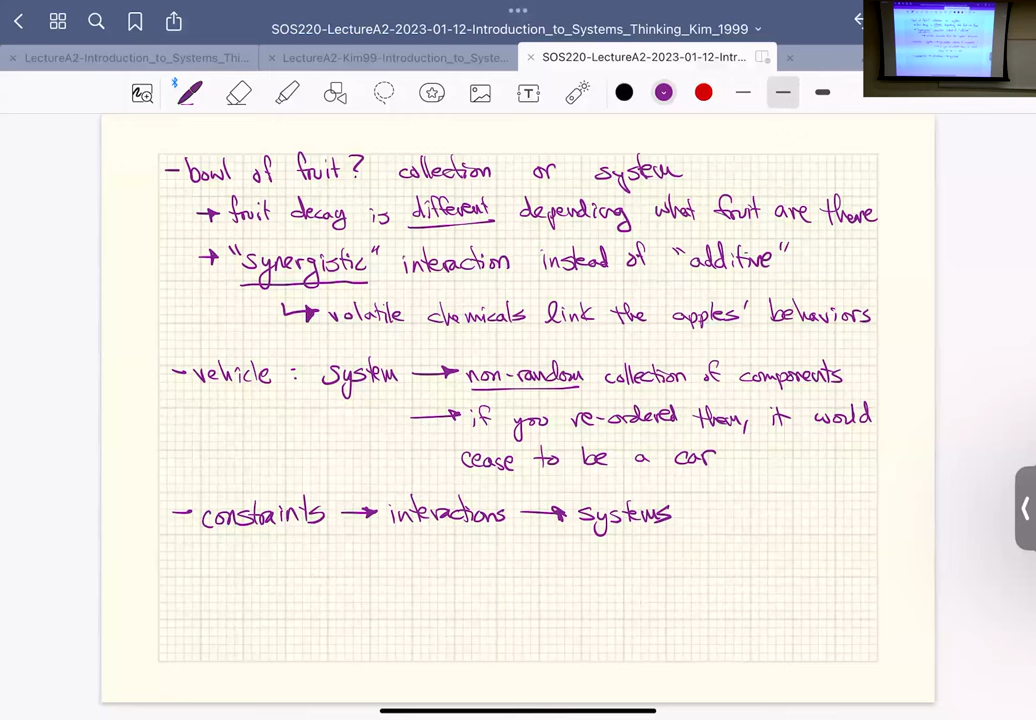 SOS220-LectureA2-2023-01-12-Introduction_to_Systems_Thinking_Kim_1999
LectureA2-Introduction_to_Systems_Thi...
LectureA2-Kim99-Introduction_to_Syste...
SOS220-LectureA2-2023-01-12-Intr...
- bowl of fruit? collection or system
→ fruit decay is different depending what fruit are there
→ "synergistic" interaction instead of "additive"
↳ volatile chemicals link the apples' behaviors
- vehicle : system → non-random collection of components
→ if you re-ordered them, it would
cease to be a car
- constraints → interactions → systems